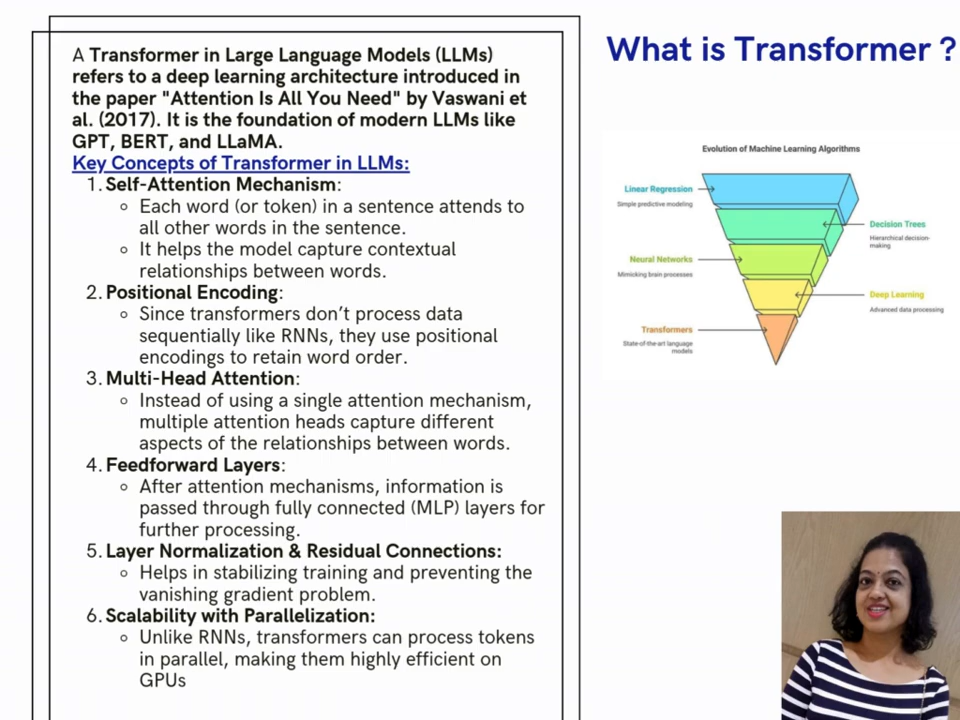 What is Transformer ?
A Transformer in Large Language Models (LLMs)
refers to a deep learning architecture introduced in
the paper "Attention Is All You Need" by Vaswani et
al. (2017). It is the foundation of modern LLMs like
GPT, BERT, and LLaMA.
Key Concepts of Transformer in LLMs:
1. Self-Attention Mechanism:
◦ Each word (or token) in a sentence attends to
all other words in the sentence.
◦ It helps the model capture contextual
relationships between words.
2. Positional Encoding:
◦ Since transformers don’t process data
sequentially like RNNs, they use positional
encodings to retain word order.
3. Multi-Head Attention:
◦ Instead of using a single attention mechanism,
multiple attention heads capture different
aspects of the relationships between words.
4. Feedforward Layers:
◦ After attention mechanisms, information is
passed through fully connected (MLP) layers for
further processing.
5. Layer Normalization & Residual Connections:
◦ Helps in stabilizing training and preventing the
vanishing gradient problem.
6. Scalability with Parallelization:
◦ Unlike RNNs, transformers can process tokens
in parallel, making them highly efficient on
GPUs
Evolution of Machine Learning Algorithms
Linear Regression
Simple predictive modeling
Decision Trees
Hierarchical decision-
making
Neural Networks
Mimicking brain processes
Deep Learning
Advanced data processing
Transformers
State-of-the-art language
models